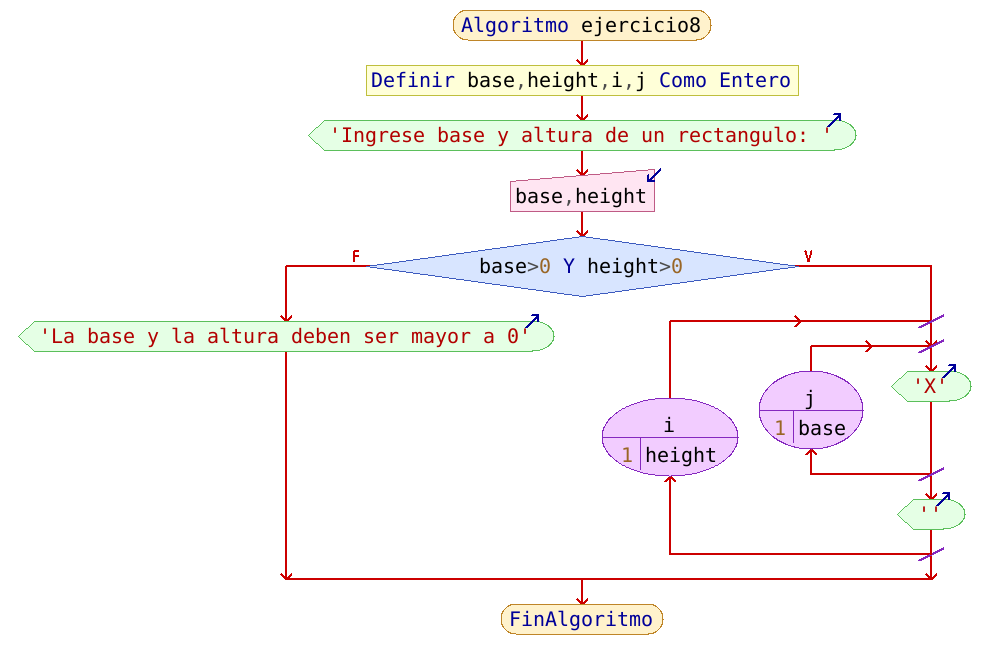 Algoritmo ejercicio8
Definir base,height,i,j Como Entero
'Ingrese base y altura de un rectangulo: '
base,height
base>0 Y height>0
F
V
'La base y la altura deben ser mayor a 0'
i
1 height
j
1 base
'X'
''
FinAlgoritmo